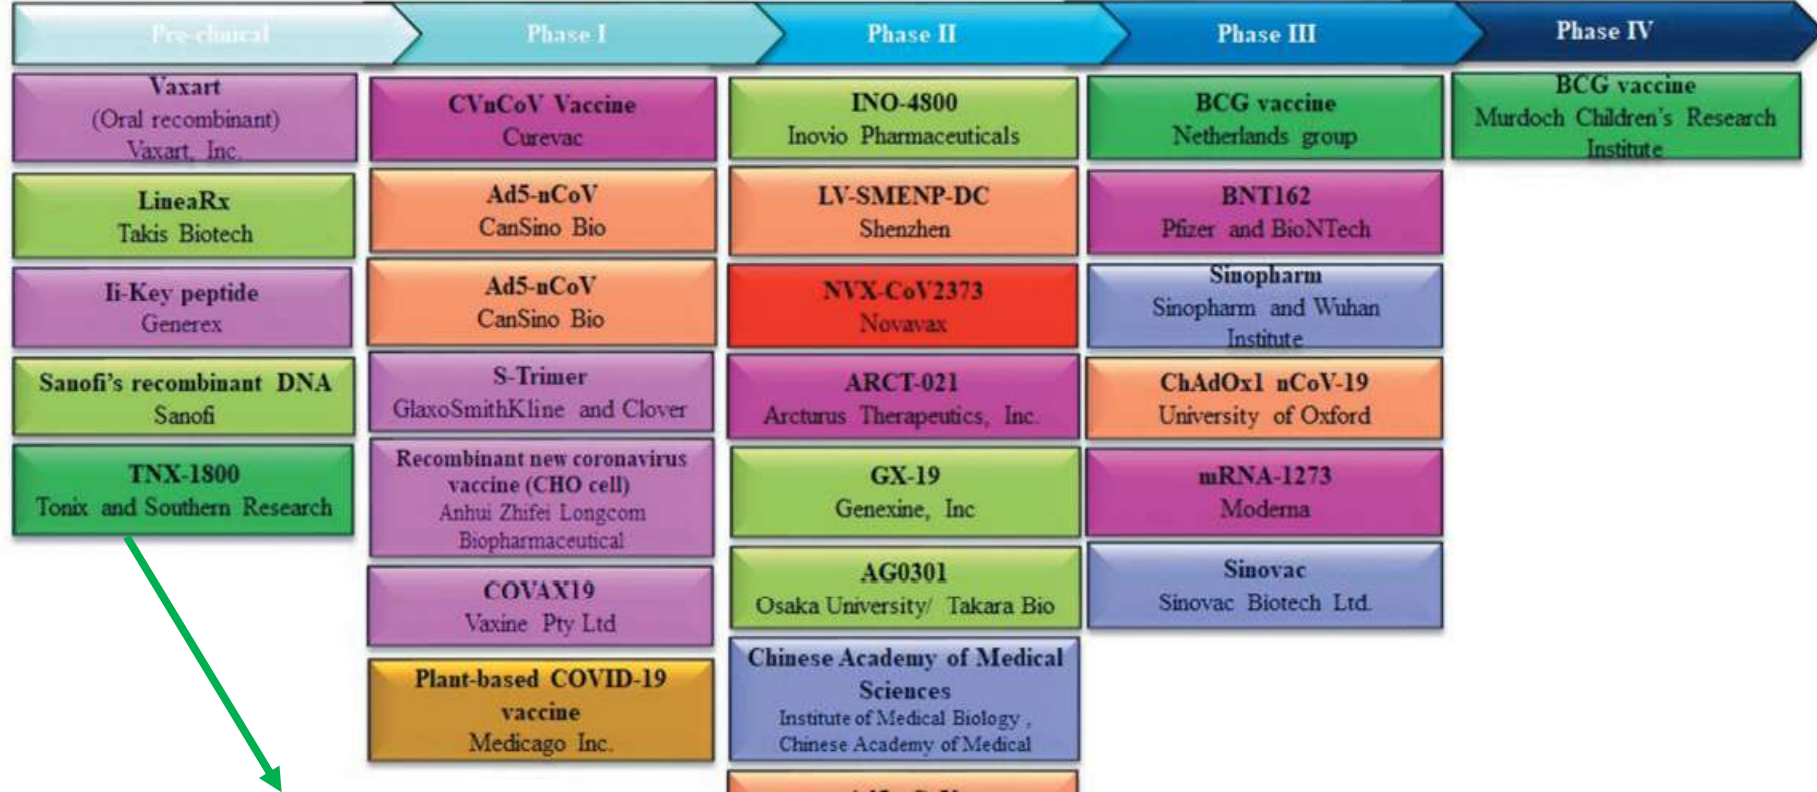 Pre-clinical
Phase I
Phase II
Phase III
Phase IV
Vaxart
(Oral recombinant)
Vaxart, Inc.
LineaRx
Takis Biotech
Ii-Key peptide
Generex
Sanofi's recombinant DNA
Sanofi
TNX-1800
Tonix and Southern Research
CVnCoV Vaccine
Curevac
Ad5-nCoV
CanSino Bio
Ad5-nCoV
CanSino Bio
S-Trimer
GlaxoSmithKline and Clover
Recombinant new coronavirus
vaccine (CHO cell)
Anhui Zhifei Longcom
Biopharmaceutical
COVAX19
Vaxine Pty Ltd
Plant-based COVID-19
vaccine
Medicago Inc.
INO-4800
Inovio Pharmaceuticals
LV-SMENP-DC
Shenzhen
NVX-CoV2373
Novavax
ARCT-021
Arcturus Therapeutics, Inc.
GX-19
Genexine, Inc
AG0301
Osaka University/ Takara Bio
Chinese Academy of Medical
Sciences
Institute of Medical Biology ,
Chinese Academy of Medical
BCG vaccine
Netherlands group
BNT162
Pfizer and BioNTech
Sinopharm
Sinopharm and Wuhan
Institute
ChAdOx1 nCoV-19
University of Oxford
mRNA-1273
Moderna
Sinovac
Sinovac Biotech Ltd.
BCG vaccine
Murdoch Children's Research
Institute